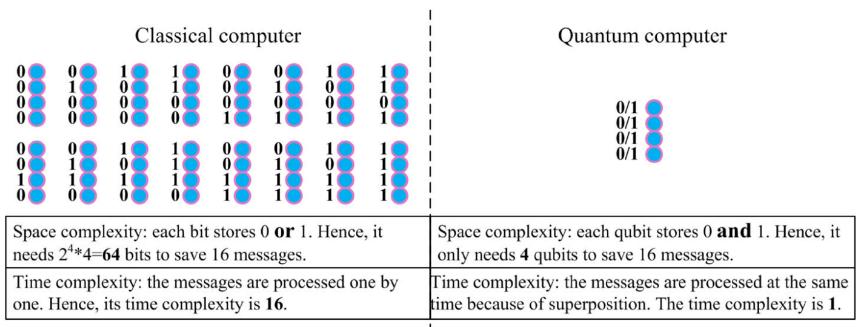 Classical computer
Quantum computer
0 0 1 1 0 0 1 1
0 1 0 1 0 1 0 1
0 0 0 0 0 0 0 0
0 0 0 0 1 1 1 1
0 0 1 1 0 0 1 1
0 1 0 1 0 1 0 1
1 1 1 1 1 1 1 1
0 0 0 0 1 1 1 1
0/1
0/1
0/1
0/1
Space complexity: each bit stores 0 or 1. Hence, it
needs 2⁴*4=64 bits to save 16 messages.
Space complexity: each qubit stores 0 and 1. Hence, it
only needs 4 qubits to save 16 messages.
Time complexity: the messages are processed one by
one. Hence, its time complexity is 16.
Time complexity: the messages are processed at the same
time because of superposition. The time complexity is 1.